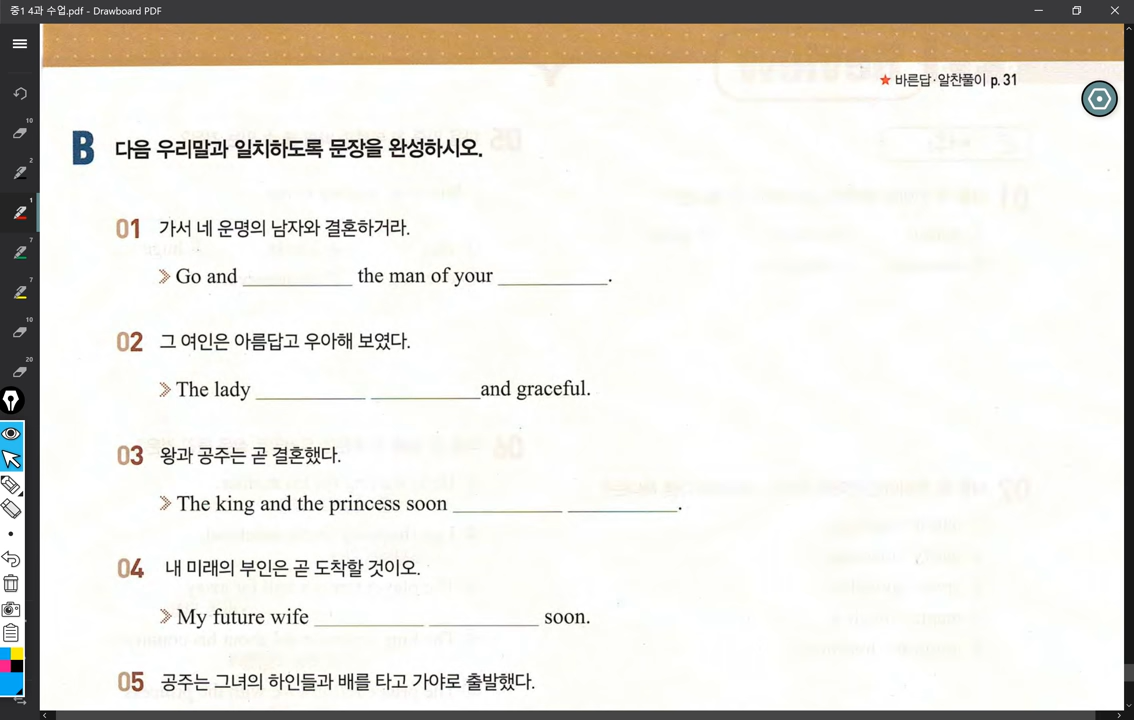 중1 4과 수업.pdf - Drawboard PDF
★ 바른답·알찬풀이 p. 31
B 다음 우리말과 일치하도록 문장을 완성하시오.
01 가서 네 운명의 남자와 결혼하거라.
Go and __________ the man of your __________.
02 그 여인은 아름답고 우아해 보였다.
The lady __________ __________ and graceful.
03 왕과 공주는 곧 결혼했다.
The king and the princess soon __________ __________.
04 내 미래의 부인은 곧 도착할 것이오.
My future wife __________ __________ soon.
05 공주는 그녀의 하인들과 배를 타고 가야로 출발했다.
10
2
1
7
7
10
20